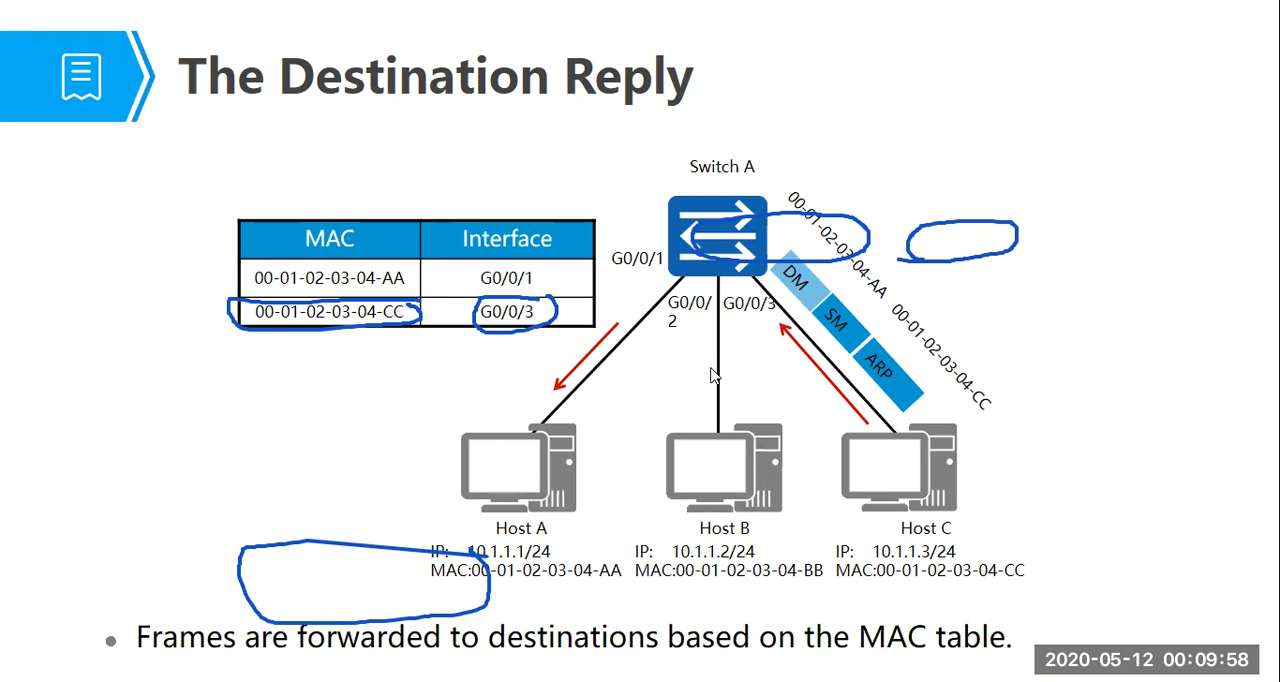 The Destination Reply
Switch A
MAC
Interface
00-01-02-03-04-AA
G0/0/1
00-01-02-03-04-CC
G0/0/3
G0/0/1
G0/0/
2
G0/0/3
00-01-02-03-04-AA
00-01-02-03-04-CC
DM
SM
ARP
Host A
IP: 10.1.1.1/24
MAC:00-01-02-03-04-AA
Host B
IP: 10.1.1.2/24
MAC:00-01-02-03-04-BB
Host C
IP: 10.1.1.3/24
MAC:00-01-02-03-04-CC
Frames are forwarded to destinations based on the MAC table.
2020-05-12 00:09:58